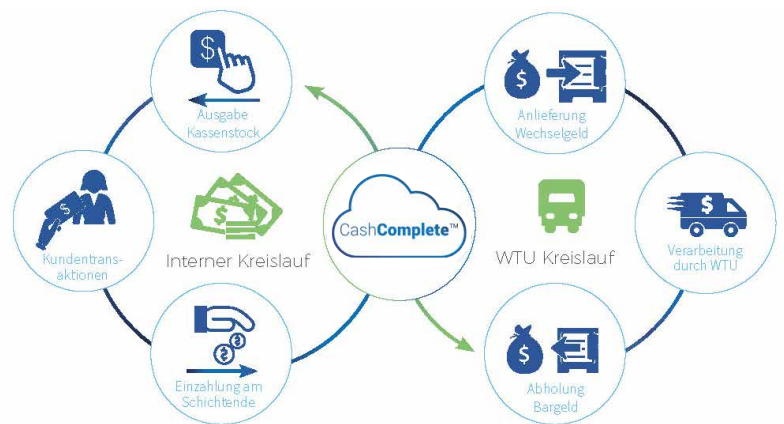 Ausgabe
Kassenstock
Anlieferung
Wechselgeld
Kundentrans-
aktionen
Interner Kreislauf
CashComplete™
WTU Kreislauf
Verarbeitung
durch WTU
Einzahlung am
Schichtende
Abholung
Bargeld